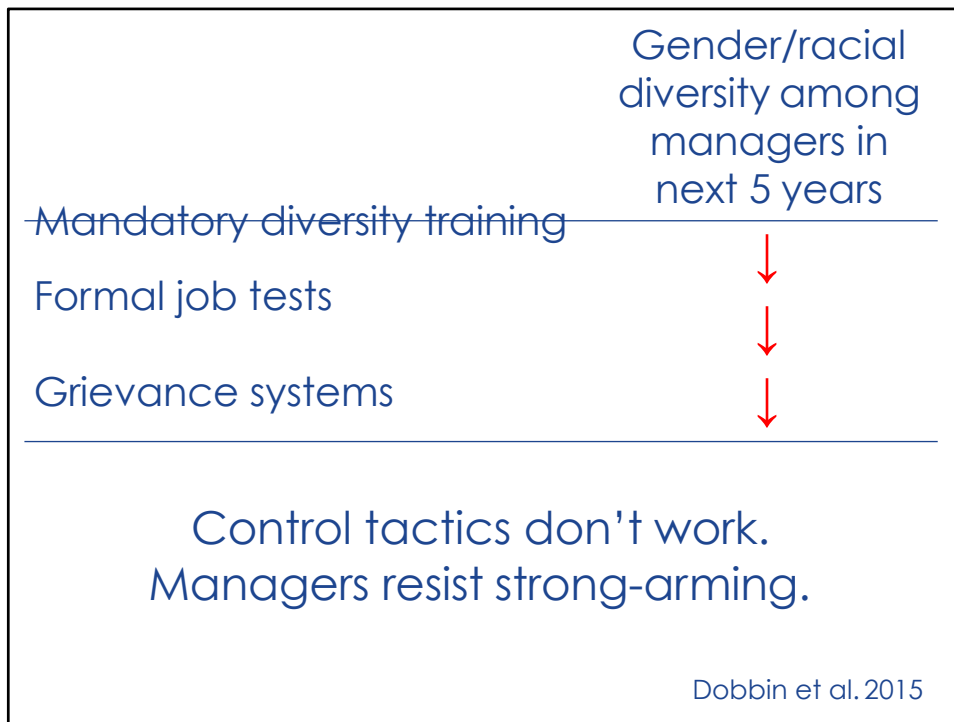 Gender/racial
diversity among
managers in
next 5 years
Mandatory diversity training
↓
Formal job tests
↓
Grievance systems
↓
Control tactics don’t work.
Managers resist strong-arming.
Dobbin et al. 2015